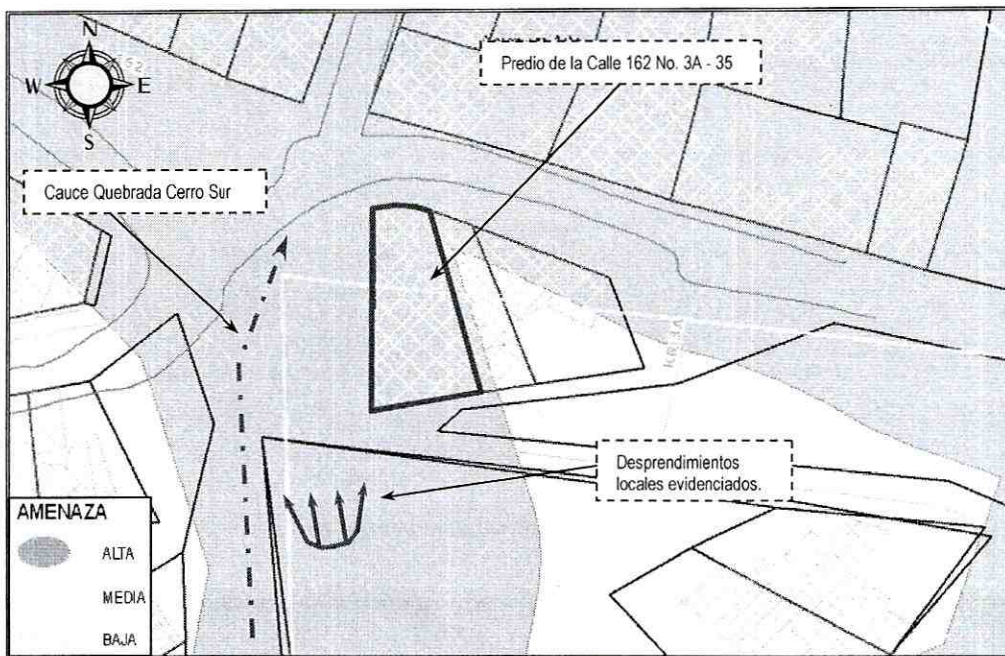 N
W E
S
Predio de la Calle 162 No. 3A - 35
Cauce Quebrada Cerro Sur
Desprendimientos
locales evidenciados.
AMENAZA
ALTA
MEDIA
BAJA